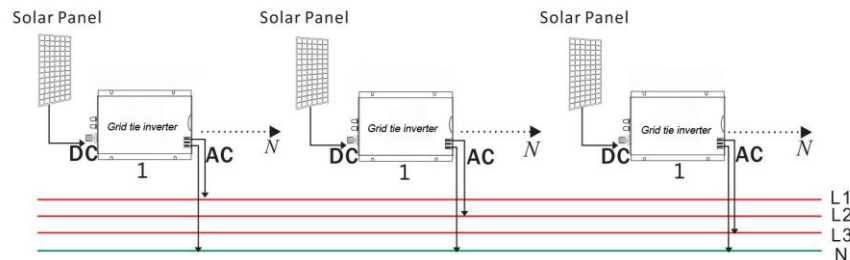 Solar Panel
Solar Panel
Solar Panel
Grid tie inverter
Grid tie inverter
Grid tie inverter
N
N
N
DC
AC
DC
AC
DC
AC
1
1
1
L1
L2
L3
N